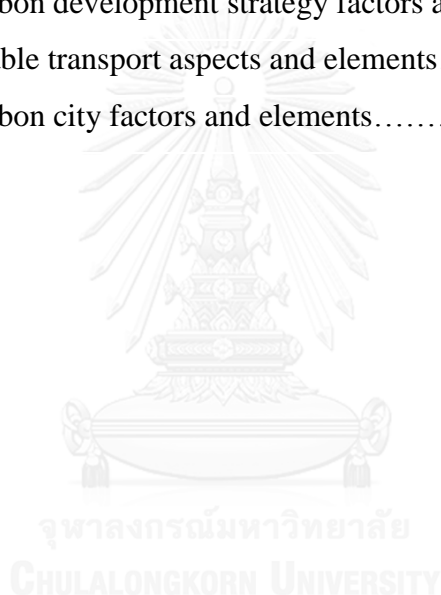 bon development strategy factors a
ble transport aspects and elements
bon city factors and elements……..
จุฬาลงกรณ์มหาวิทยาลัย
CHULALONGKORN UNIVERSITY